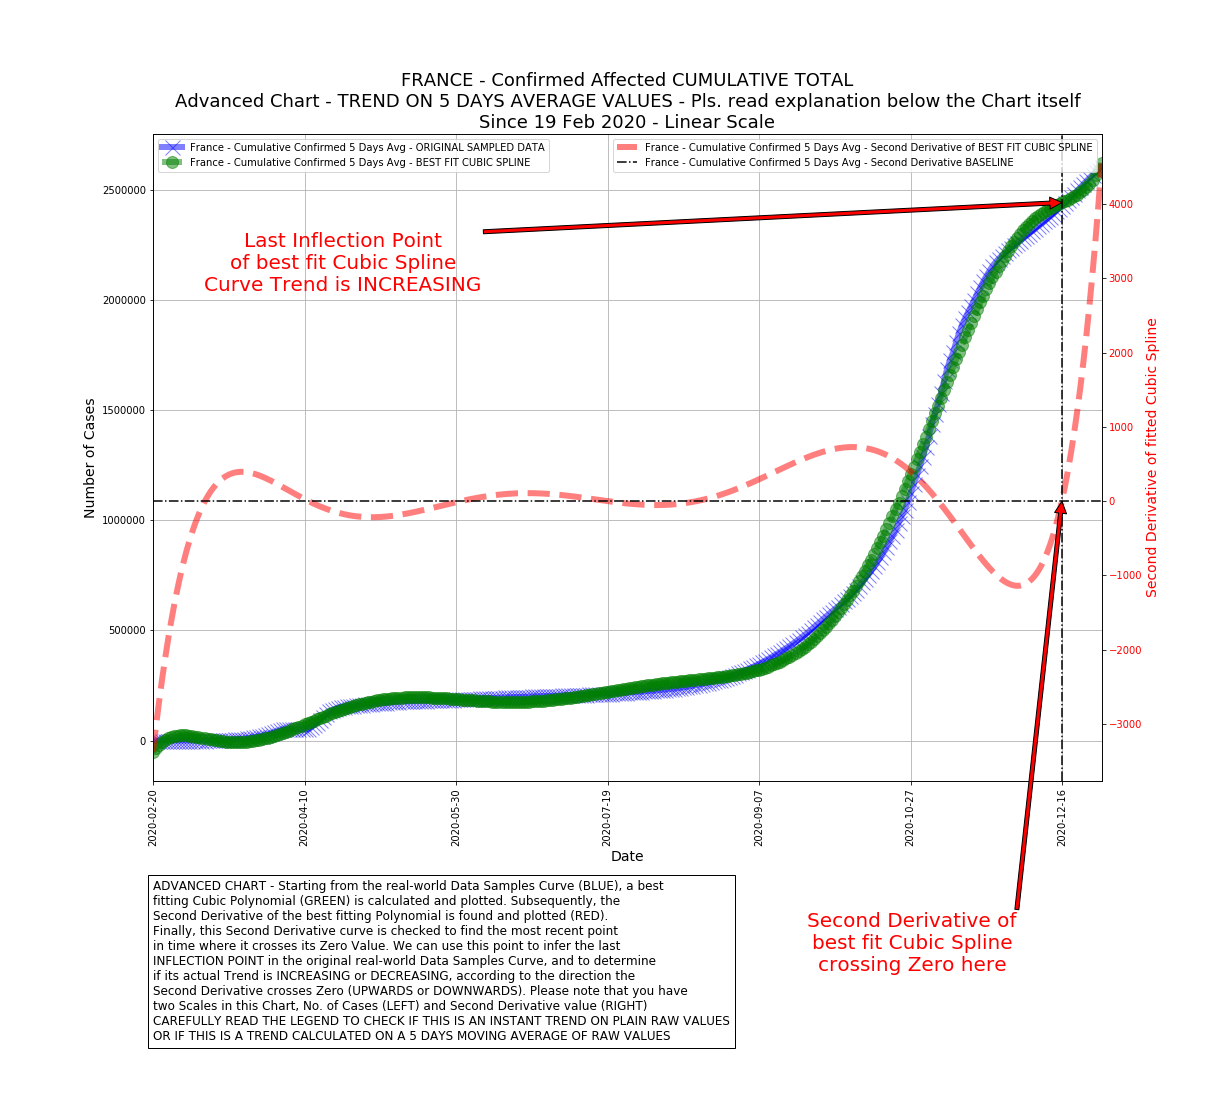 FRANCE - Confirmed Affected CUMULATIVE TOTAL
Advanced Chart - TREND ON 5 DAYS AVERAGE VALUES - Pls. read explanation below the Chart itself
Since 19 Feb 2020 - Linear Scale
France - Cumulative Confirmed 5 Days Avg - ORIGINAL SAMPLED DATA
France - Cumulative Confirmed 5 Days Avg - BEST FIT CUBIC SPLINE
France - Cumulative Confirmed 5 Days Avg - Second Derivative of BEST FIT CUBIC SPLINE
France - Cumulative Confirmed 5 Days Avg - Second Derivative BASELINE
Last Inflection Point
of best fit Cubic Spline
Curve Trend is INCREASING
Number of Cases
2500000
2000000
1500000
1000000
500000
0
Second Derivative of fitted Cubic Spline
4000
3000
2000
1000
0
−1000
−2000
−3000
2020-02-20
2020-04-10
2020-05-30
2020-07-19
2020-09-07
2020-10-27
2020-12-16
Date
Second Derivative of
best fit Cubic Spline
crossing Zero here
ADVANCED CHART - Starting from the real-world Data Samples Curve (BLUE), a best
fitting Cubic Polynomial (GREEN) is calculated and plotted. Subsequently, the
Second Derivative of the best fitting Polynomial is found and plotted (RED).
Finally, this Second Derivative curve is checked to find the most recent point
in time where it crosses its Zero Value. We can use this point to infer the last
INFLECTION POINT in the original real-world Data Samples Curve, and to determine
if its actual Trend is INCREASING or DECREASING, according to the direction the
Second Derivative crosses Zero (UPWARDS or DOWNWARDS). Please note that you have
two Scales in this Chart, No. of Cases (LEFT) and Second Derivative value (RIGHT)
CAREFULLY READ THE LEGEND TO CHECK IF THIS IS AN INSTANT TREND ON PLAIN RAW VALUES
OR IF THIS IS A TREND CALCULATED ON A 5 DAYS MOVING AVERAGE OF RAW VALUES